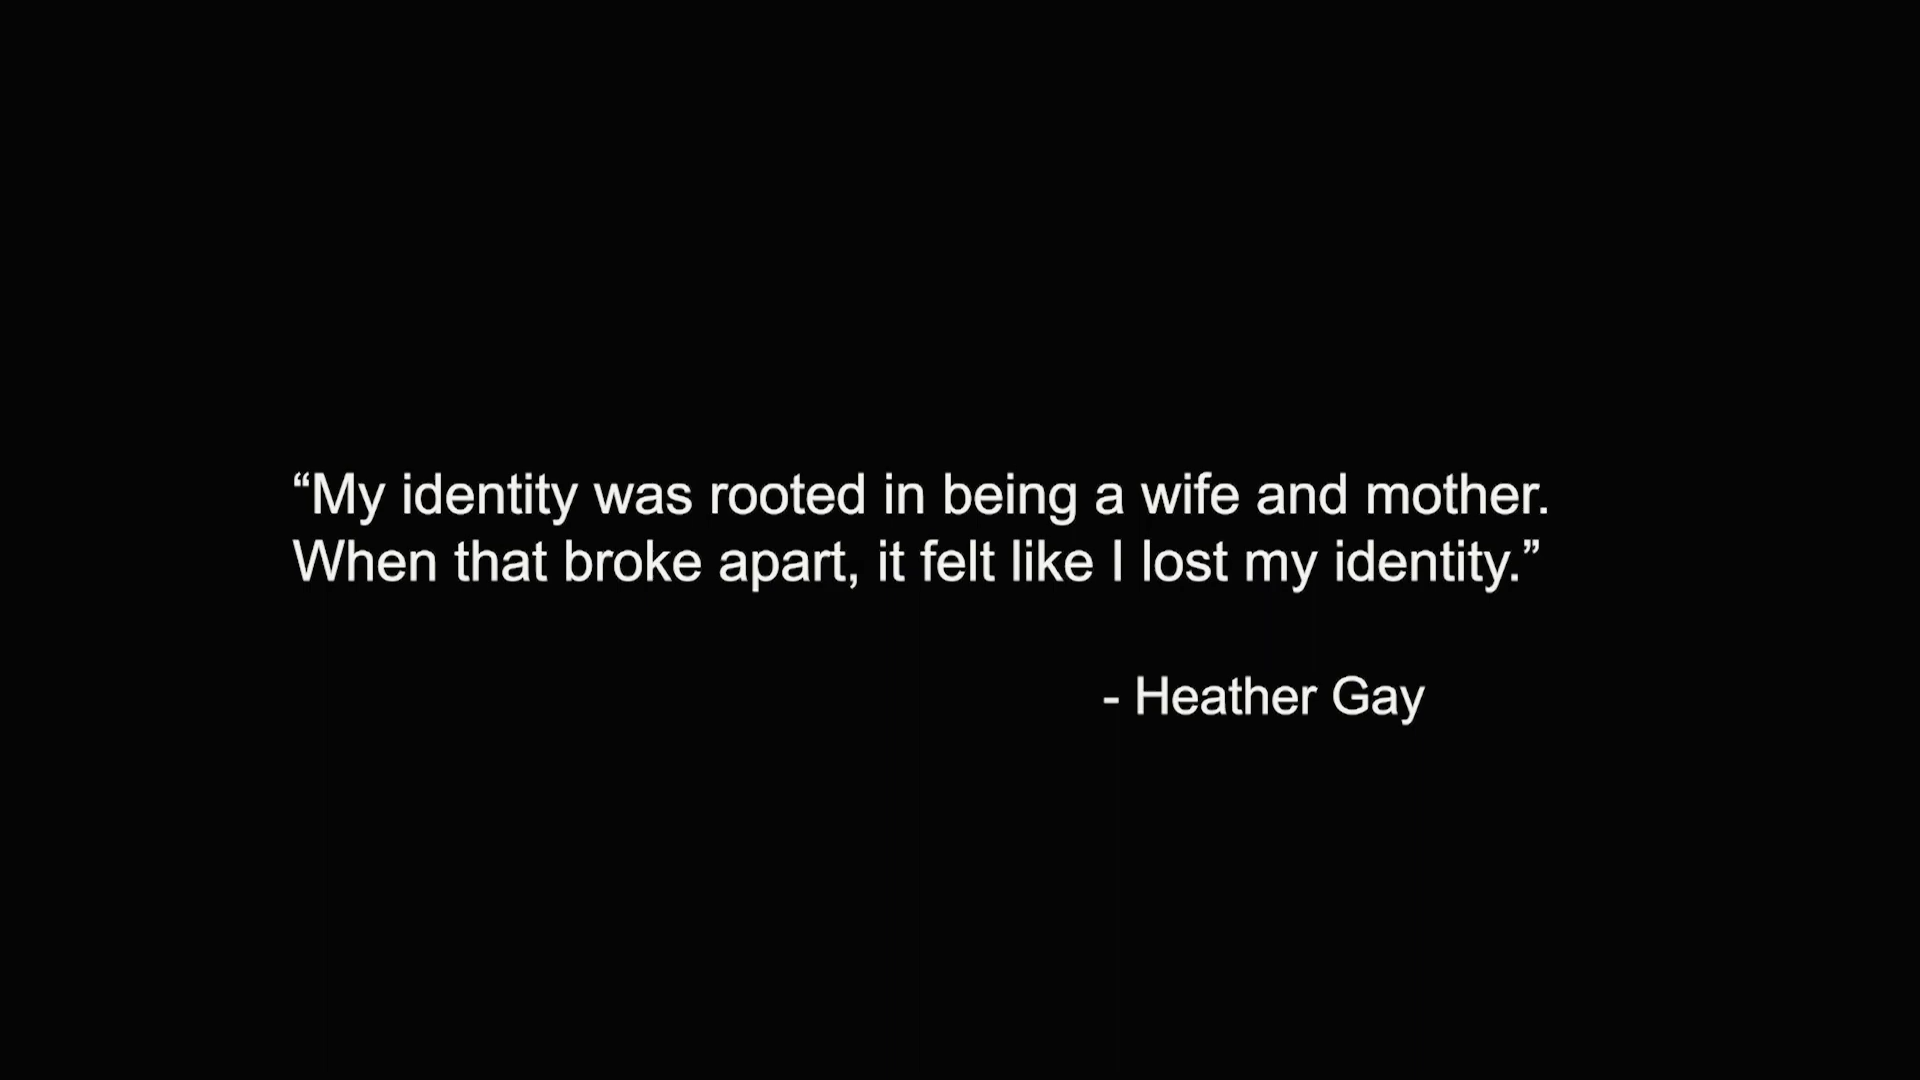 “My identity was rooted in being a wife and mother.
When that broke apart, it felt like I lost my identity.”
- Heather Gay